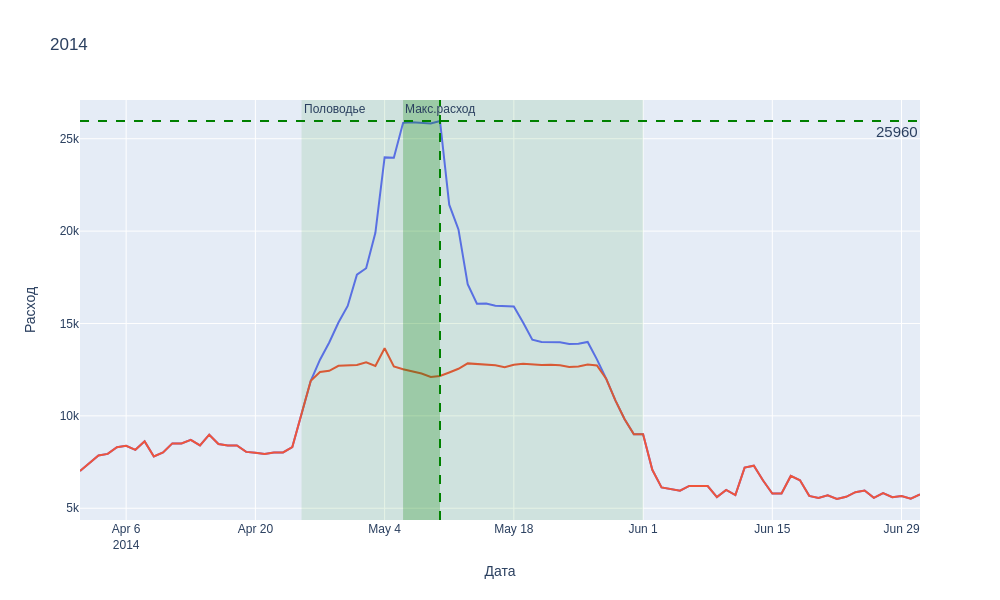 2014
Половодье
Макс.расход
25960
25k
20k
15k
10k
5k
Расход
Apr 6
2014
Apr 20
May 4
May 18
Jun 1
Jun 15
Jun 29
Дата